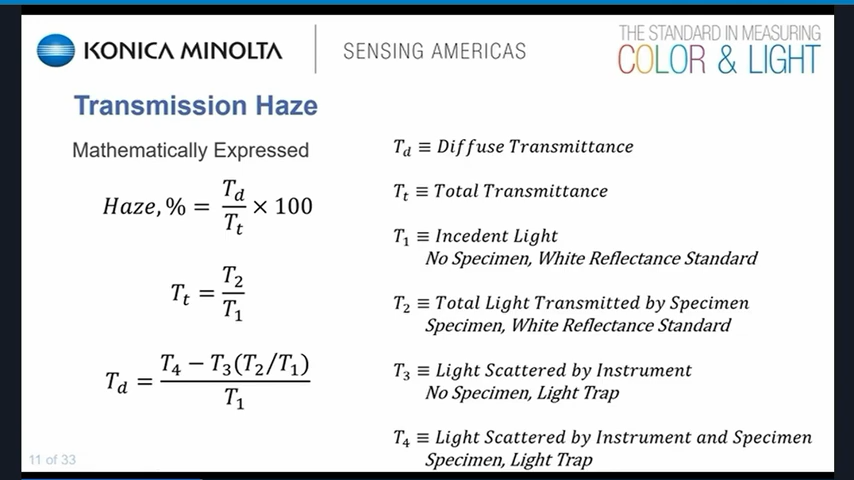 KONICA MINOLTA
SENSING AMERICAS
THE STANDARD IN MEASURING
COLOR & LIGHT
Transmission Haze
Mathematically Expressed
Haze, % = T_d / T_t × 100
T_t = T_2 / T_1
T_d = T_4 − T_3(T_2/T_1) / T_1
T_d ≡ Diffuse Transmittance
T_t ≡ Total Transmittance
T_1 ≡ Incedent Light
No Specimen, White Reflectance Standard
T_2 ≡ Total Light Transmitted by Specimen
Specimen, White Reflectance Standard
T_3 ≡ Light Scattered by Instrument
No Specimen, Light Trap
T_4 ≡ Light Scattered by Instrument and Specimen
Specimen, Light Trap
11 of 33